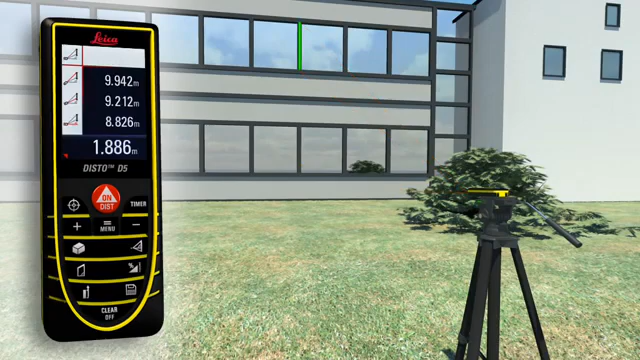 Leica
9.942m
9.212m
8.826m
1.886m
DISTO™ D5
ON
DIST
TIMER
+
MENU
−
CLEAR
OFF